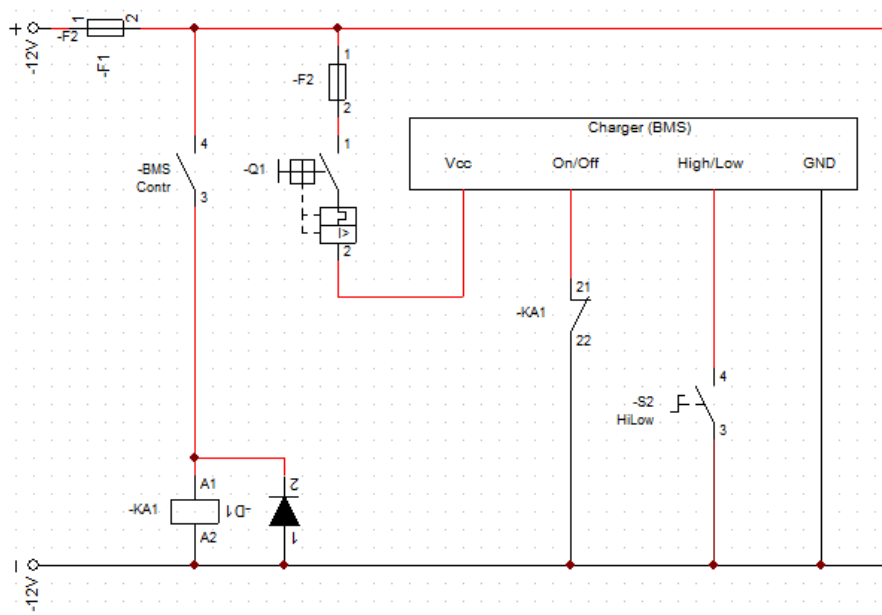 +
1
2
-F2
-12V
-F1
1
-F2
2
Charger (BMS)
Vcc
On/Off
High/Low
GND
4
-BMS
Contr
3
1
-Q1
I>
2
21
-KA1
22
4
-S2
HiLow
3
A1
-KA1
A2
-D1
2
1
-12V